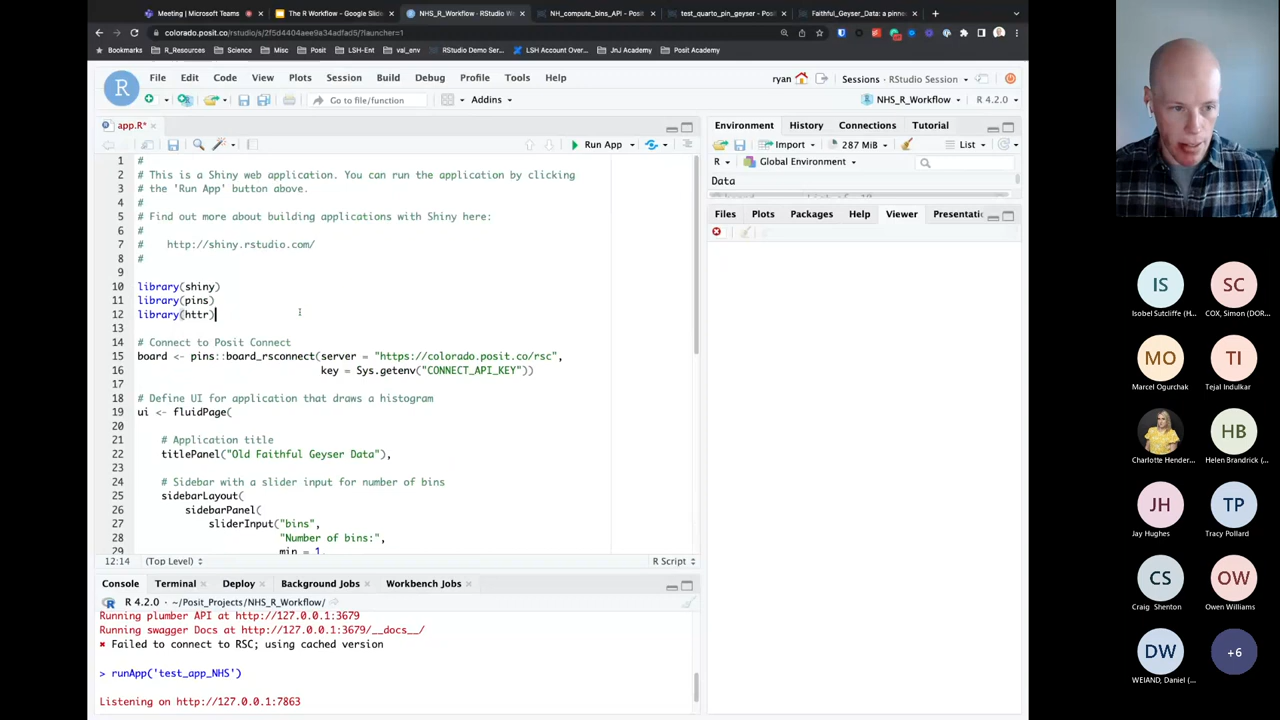 Meeting | Microsoft Teams
The R Workflow - Google Slide
NHS_R_Workflow - RStudio Wo
NH_compute_bins_API - Posit
test_quarto_pin_geyser - Pos
Faithful_Geyser_Data: a pinne
colorado.posit.co/rstudio/s/2f5d4404aee9a34adfad5/?launcher=1
Bookmarks R_Resources Science Misc Posit LSH-Ent val_env RStudio Demo Ser... LSH Account Over... JnJ Academy Posit Academy
R File Edit Code View Plots Session Build Debug Profile Tools Help
ryan Sessions RStudio Session
Go to file/function Addins
NHS_R_Workflow R 4.2.0
app.R*
Run App
1 #
2 # This is a Shiny web application. You can run the application by clicking
3 # the 'Run App' button above.
4 #
5 # Find out more about building applications with Shiny here:
6 #
7 # http://shiny.rstudio.com/
8 #
9
10 library(shiny)
11 library(pins)
12 library(httr)
13
14 # Connect to Posit Connect
15 board <- pins::board_rsconnect(server = "https://colorado.posit.co/rsc",
16 key = Sys.getenv("CONNECT_API_KEY"))
17
18 # Define UI for application that draws a histogram
19 ui <- fluidPage(
20
21 # Application title
22 titlePanel("Old Faithful Geyser Data"),
23
24 # Sidebar with a slider input for number of bins
25 sidebarLayout(
26 sidebarPanel(
27 sliderInput("bins",
28 "Number of bins:",
29 min = 1,
12:14 (Top Level) R Script
Console Terminal Deploy Background Jobs Workbench Jobs
R 4.2.0 · ~/Posit_Projects/NHS_R_Workflow/
Running plumber API at http://127.0.0.1:3679
Running swagger Docs at http://127.0.0.1:3679/__docs__/
✖ Failed to connect to RSC; using cached version
> runApp('test_app_NHS')
Listening on http://127.0.0.1:7863
Environment History Connections Tutorial
Import 287 MiB List
R Global Environment
Data
Files Plots Packages Help Viewer Presentati
IS
Isobel Sutcliffe (H...
SC
COX, Simon (DOR...
MO
Marcel Ogurchak
TI
Tejal Indulkar
Charlotte Hender...
HB
Helen Brandrick (...
JH
Jay Hughes
TP
Tracy Pollard
CS
Craig Shenton
OW
Owen Williams
DW
WEIAND, Daniel (...
+6